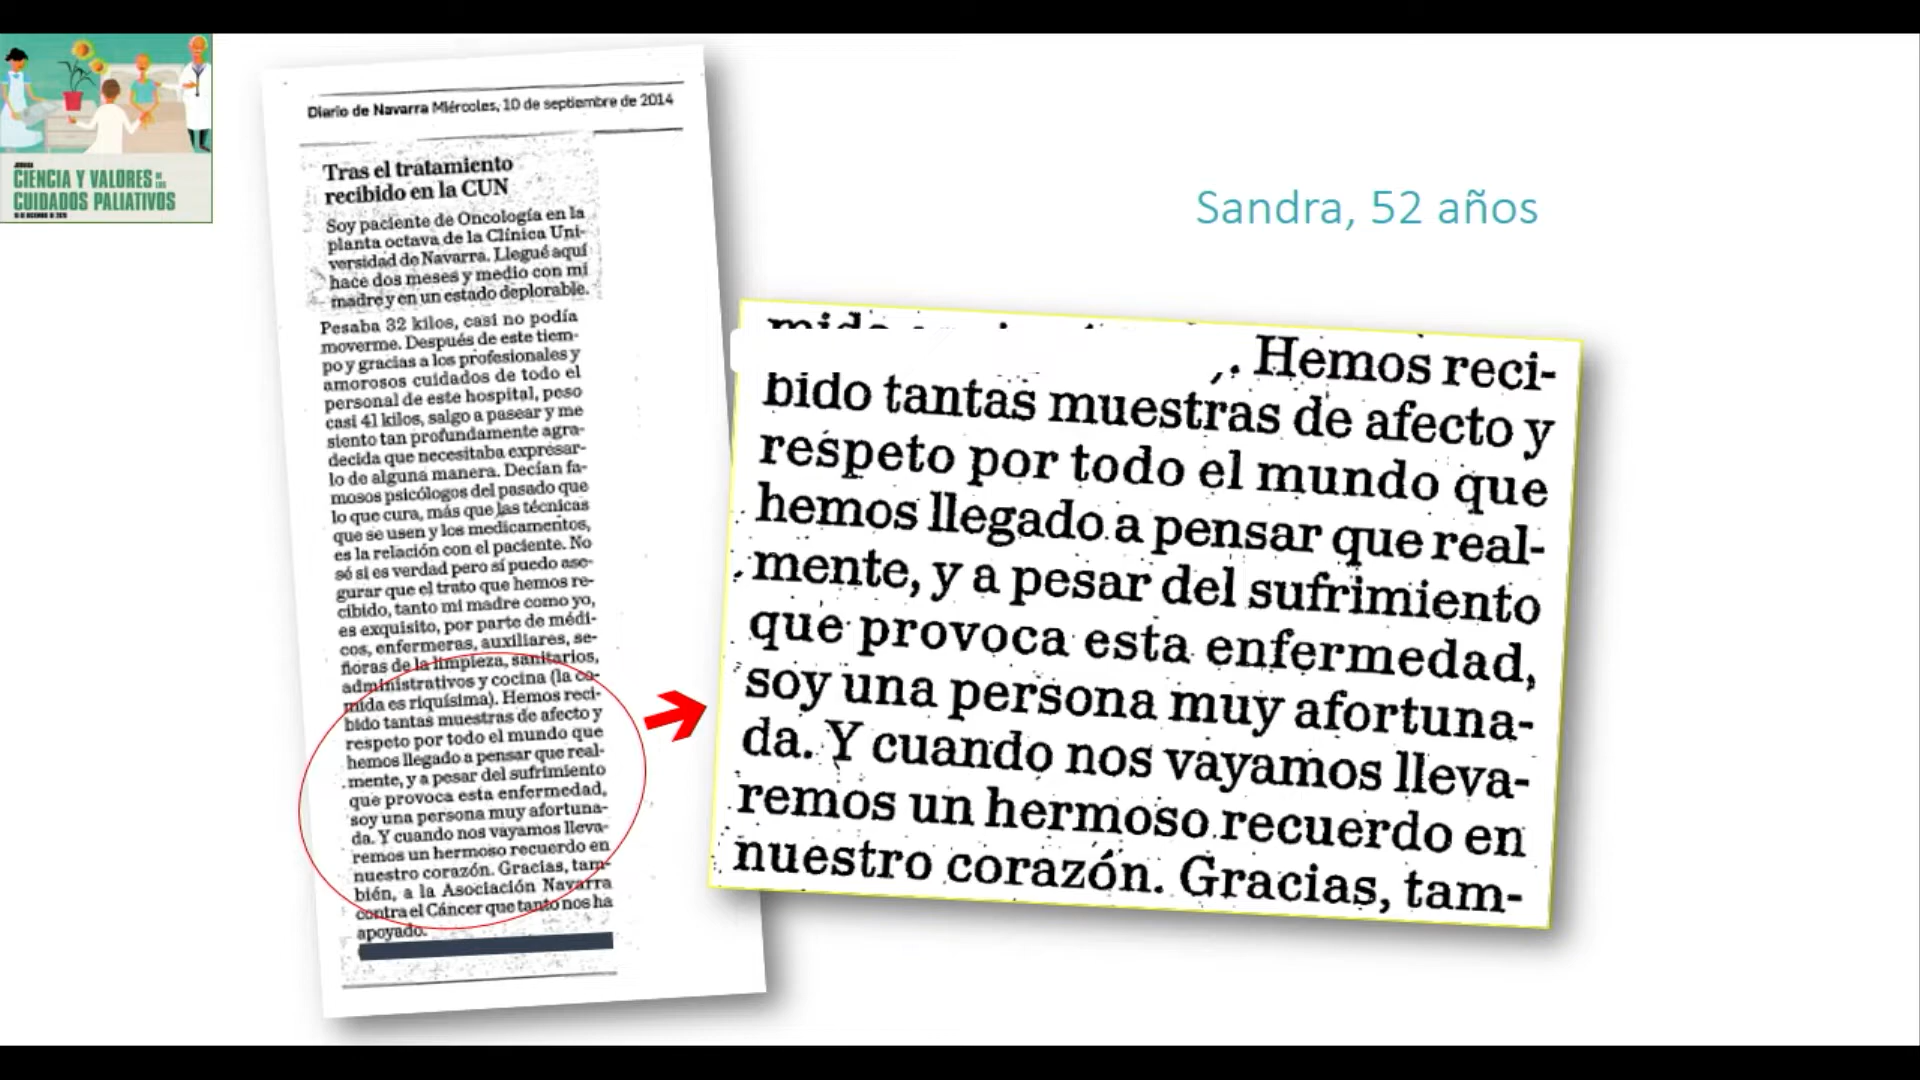 JORNADA
CIENCIA Y VALORES DE LOS
CUIDADOS PALIATIVOS
Diario de Navarra Miércoles, 10 de septiembre de 2014
Tras el tratamiento
recibido en la CUN
Soy paciente de Oncología en la
planta octava de la Clínica Uni-
versidad de Navarra. Llegué aquí
hace dos meses y medio con mi
madre y en un estado deplorable.
Pesaba 32 kilos, casi no podía
moverme. Después de este tiem-
po y gracias a los profesionales y
amorosos cuidados de todo el
personal de este hospital, peso
casi 41 kilos, salgo a pasear y me
siento tan profundamente agra-
decida que necesitaba expresar-
lo de alguna manera. Decían fa-
mosos psicólogos del pasado que
lo que cura, más que las técnicas
que se usen y los medicamentos,
es la relación con el paciente. No
sé si es verdad pero sí puedo ase-
gurar que el trato que hemos re-
cibido, tanto mi madre como yo,
es exquisito, por parte de médi-
cos, enfermeras, auxiliares, se-
ñoras de la limpieza, sanitarios,
administrativos y cocina (la co-
mida es riquísima). Hemos reci-
bido tantas muestras de afecto y
respeto por todo el mundo que
hemos llegado a pensar que real-
mente, y a pesar del sufrimiento
que provoca esta enfermedad,
soy una persona muy afortuna-
da. Y cuando nos vayamos lleva-
remos un hermoso recuerdo en
nuestro corazón. Gracias, tam-
bién, a la Asociación Navarra
contra el Cáncer que tanto nos ha
apoyado.
Sandra, 52 años
. Hemos reci-
bido tantas muestras de afecto y
respeto por todo el mundo que
hemos llegado a pensar que real-
mente, y a pesar del sufrimiento
que provoca esta enfermedad,
soy una persona muy afortuna-
da. Y cuando nos vayamos lleva-
remos un hermoso recuerdo en
nuestro corazón. Gracias, tam-